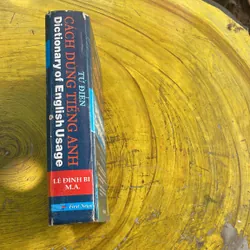 TỪ ĐIỂN
CÁCH DÙNG TIẾNG ANH
Dictionary of English Usage
LÊ ĐÌNH BÌ
M.A.